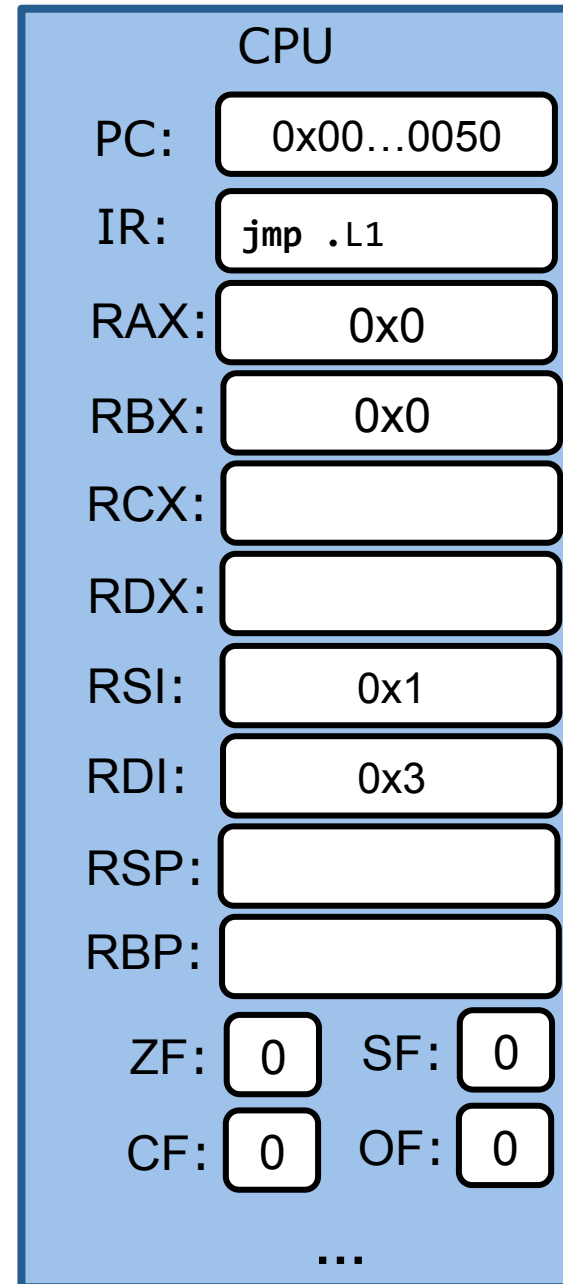 CPU
PC: 0x00…0050
IR: jmp .L1
RAX: 0x0
RBX: 0x0
RCX:
RDX:
RSI: 0x1
RDI: 0x3
RSP:
RBP:
ZF: 0 SF: 0
CF: 0 OF: 0
…